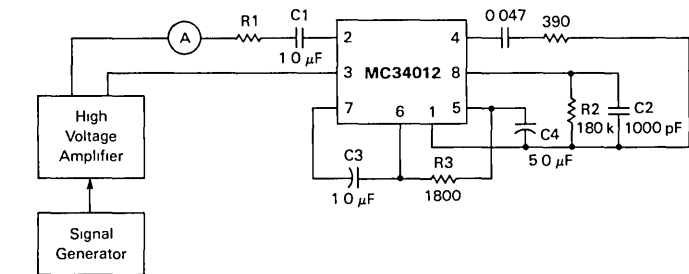 R1
C1
1 0 μF
A
2
3
7
6
1
5
8
4
MC34012
0 047
390
High
Voltage
Amplifier
Signal
Generator
C3
1 0 μF
R3
1800
C4
5 0 μF
R2
180 k
C2
1000 pF